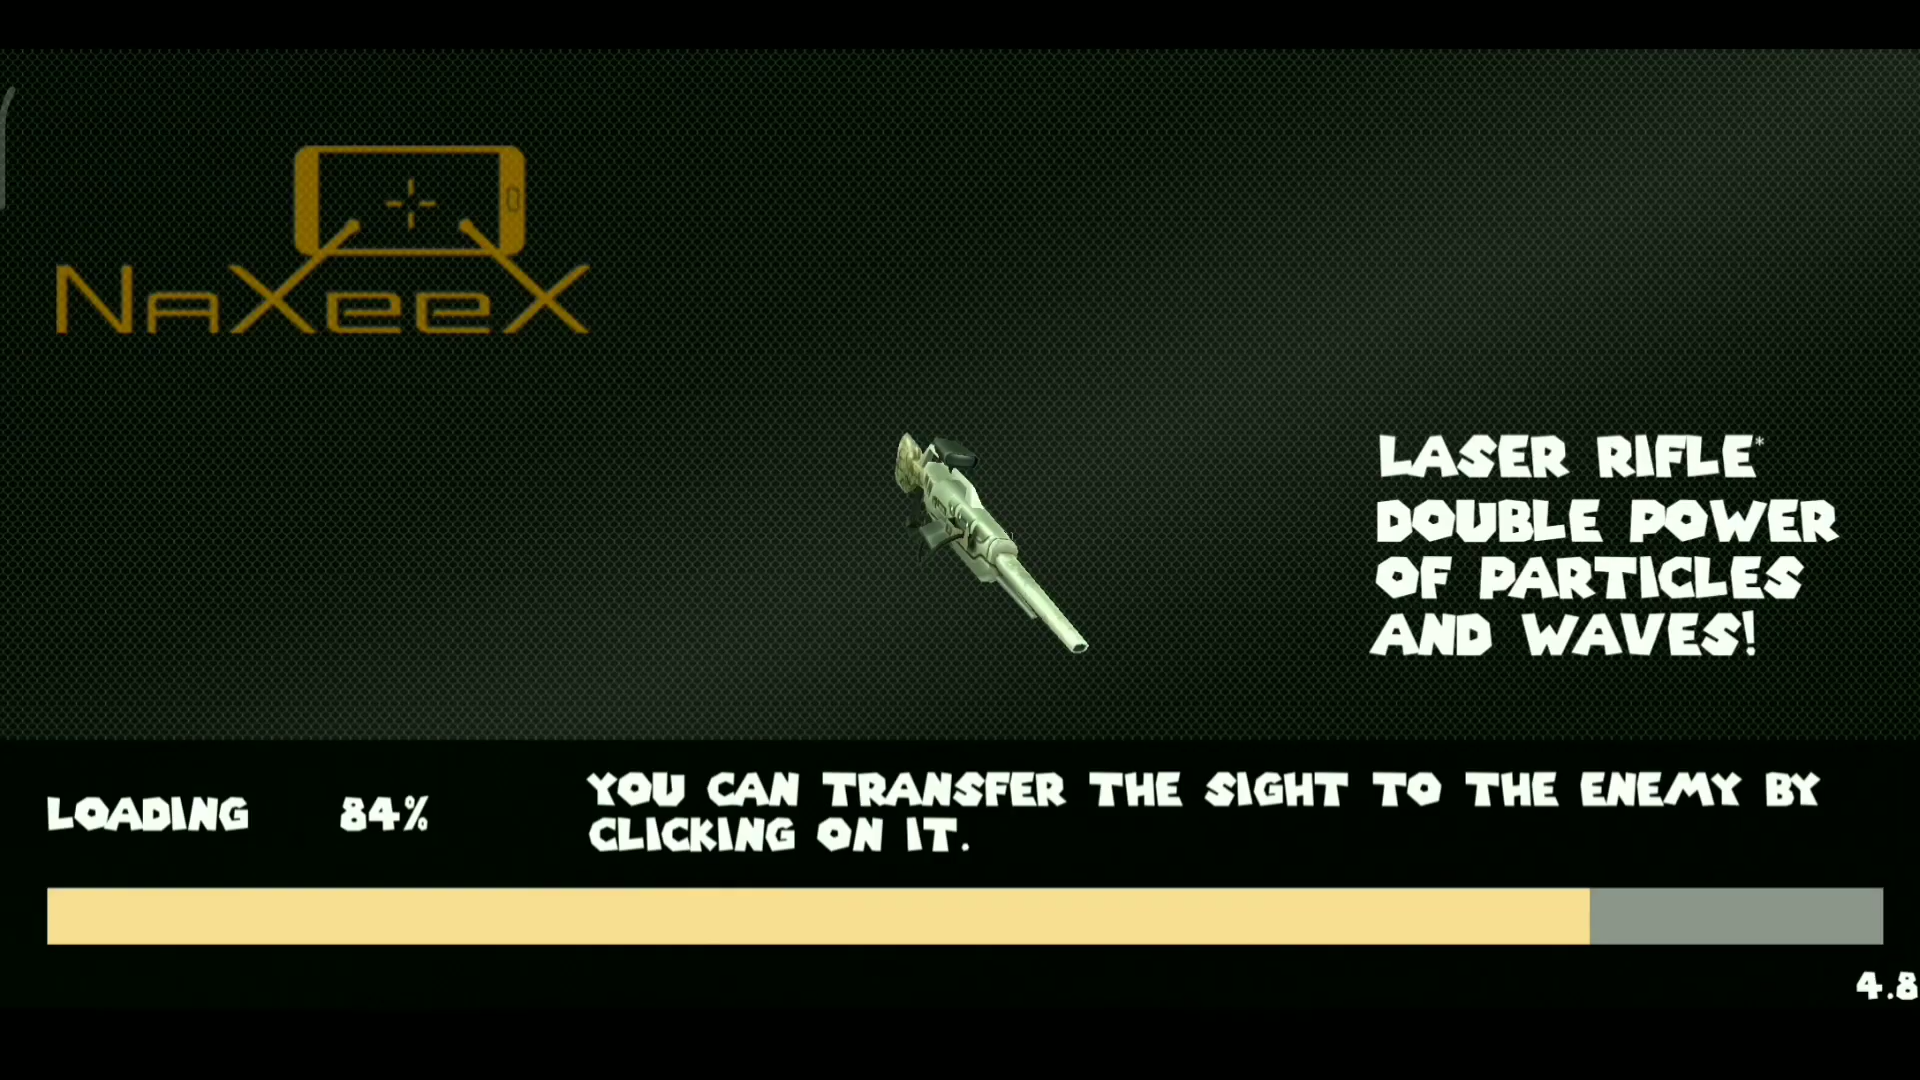 NaXeeX
LASER RIFLE*
DOUBLE POWER
OF PARTICLES
AND WAVES!
LOADING 84%
YOU CAN TRANSFER THE SIGHT TO THE ENEMY BY
CLICKING ON IT.
4.8